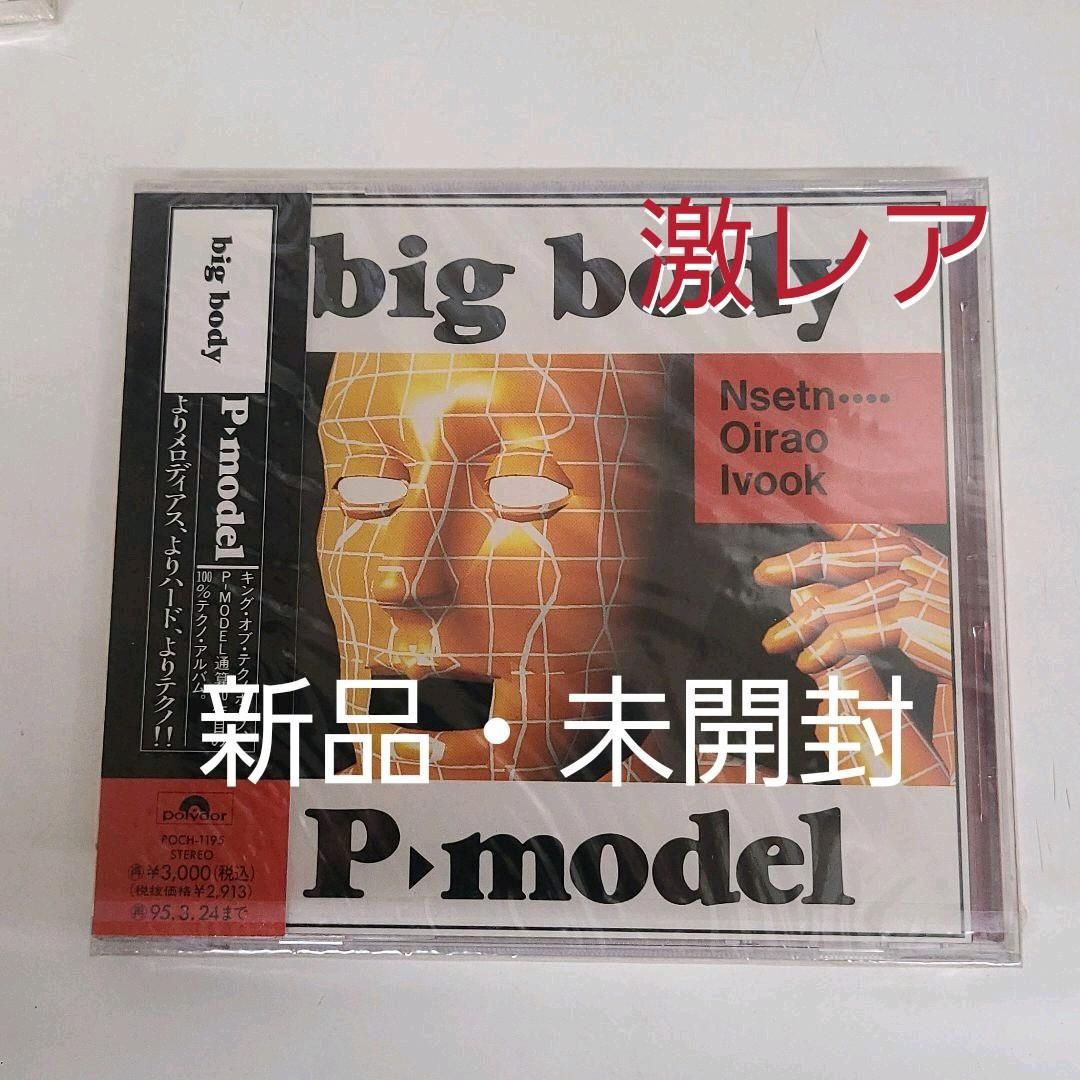 激レア
big body
Nsetn••••
Oirao
Ivook
新品・未開封
P▸model
big body
P▸model
キング・オブ・テクノ
P-MODEL通算
100%テクノ・アルバム。
よりメロディアス、よりハード、よりテクノ!!
polydor
POCH-1195
STEREO
再¥3,000(税込)
(税抜価格¥2,913)
再95.3.24まで